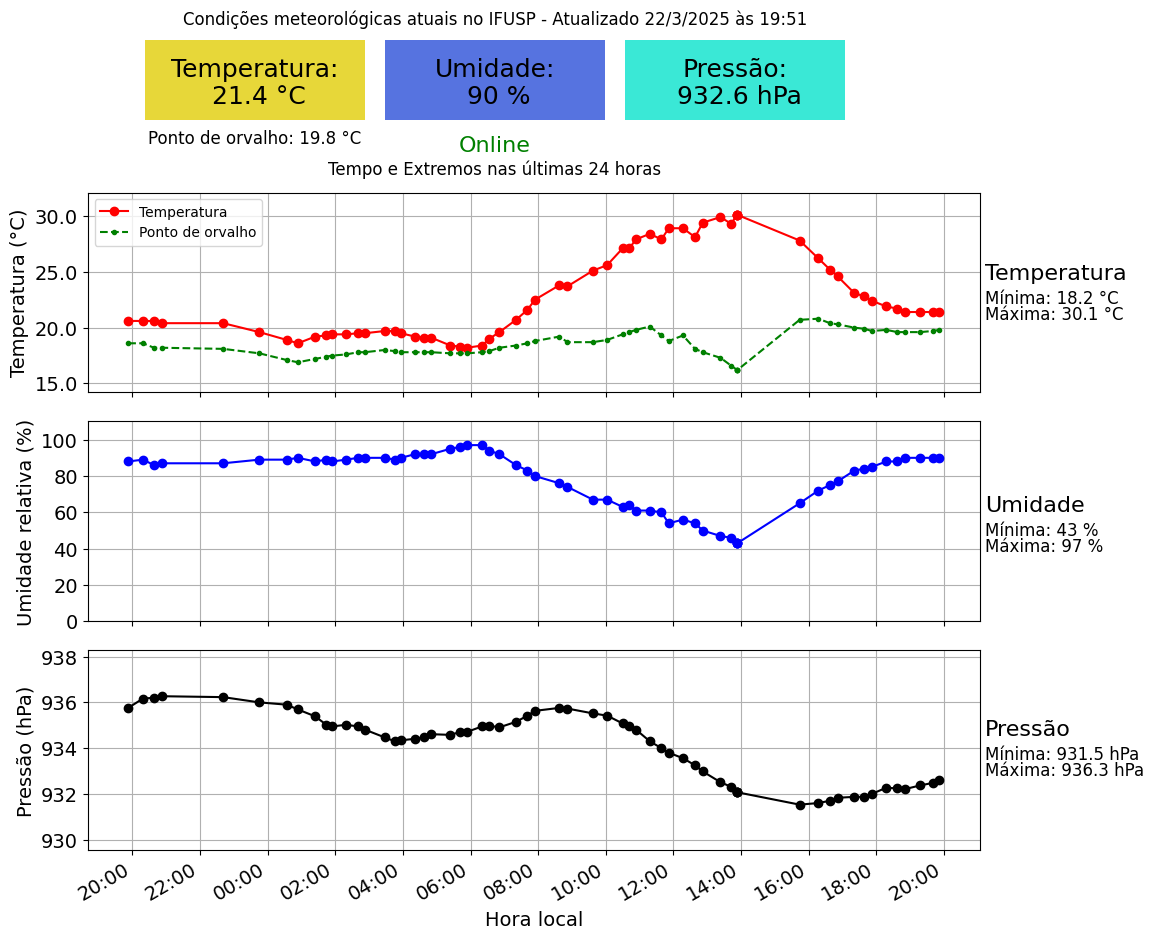 Condições meteorológicas atuais no IFUSP - Atualizado 22/3/2025 às 19:51
Temperatura:
21.4 °C
Umidade:
90 %
Pressão:
932.6 hPa
Ponto de orvalho: 19.8 °C
Online
Tempo e Extremos nas últimas 24 horas
Temperatura (°C)
30.0
25.0
20.0
15.0
Temperatura
Ponto de orvalho
Temperatura
Mínima: 18.2 °C
Máxima: 30.1 °C
Umidade relativa (%)
100
80
60
40
20
0
Umidade
Mínima: 43 %
Máxima: 97 %
Pressão (hPa)
938
936
934
932
930
Pressão
Mínima: 931.5 hPa
Máxima: 936.3 hPa
20:00 22:00 00:00 02:00 04:00 06:00 08:00 10:00 12:00 14:00 16:00 18:00 20:00
Hora local